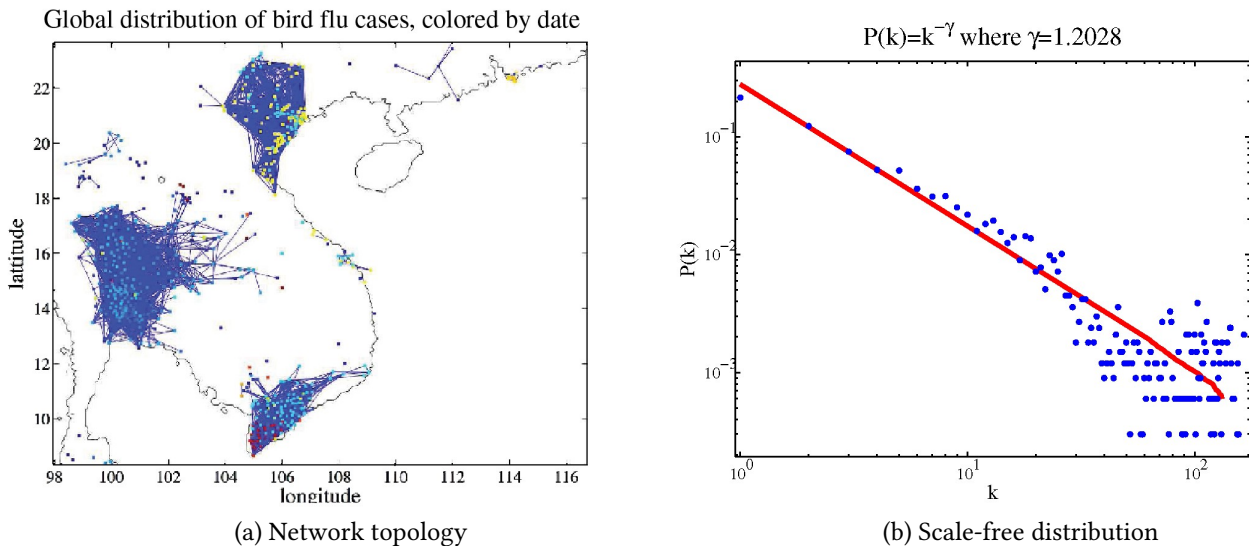 Global distribution of bird flu cases, colored by date
22
20
18
16
14
12
10
lattitude
98 100 102 104 106 108 110 112 114 116
longitude
(a) Network topology
P(k)=k^{-γ} where γ=1.2028
10^{-1}
10^{-2}
10^{-3}
P(k)
10^{0} 10^{1} 10^{2}
k
(b) Scale-free distribution